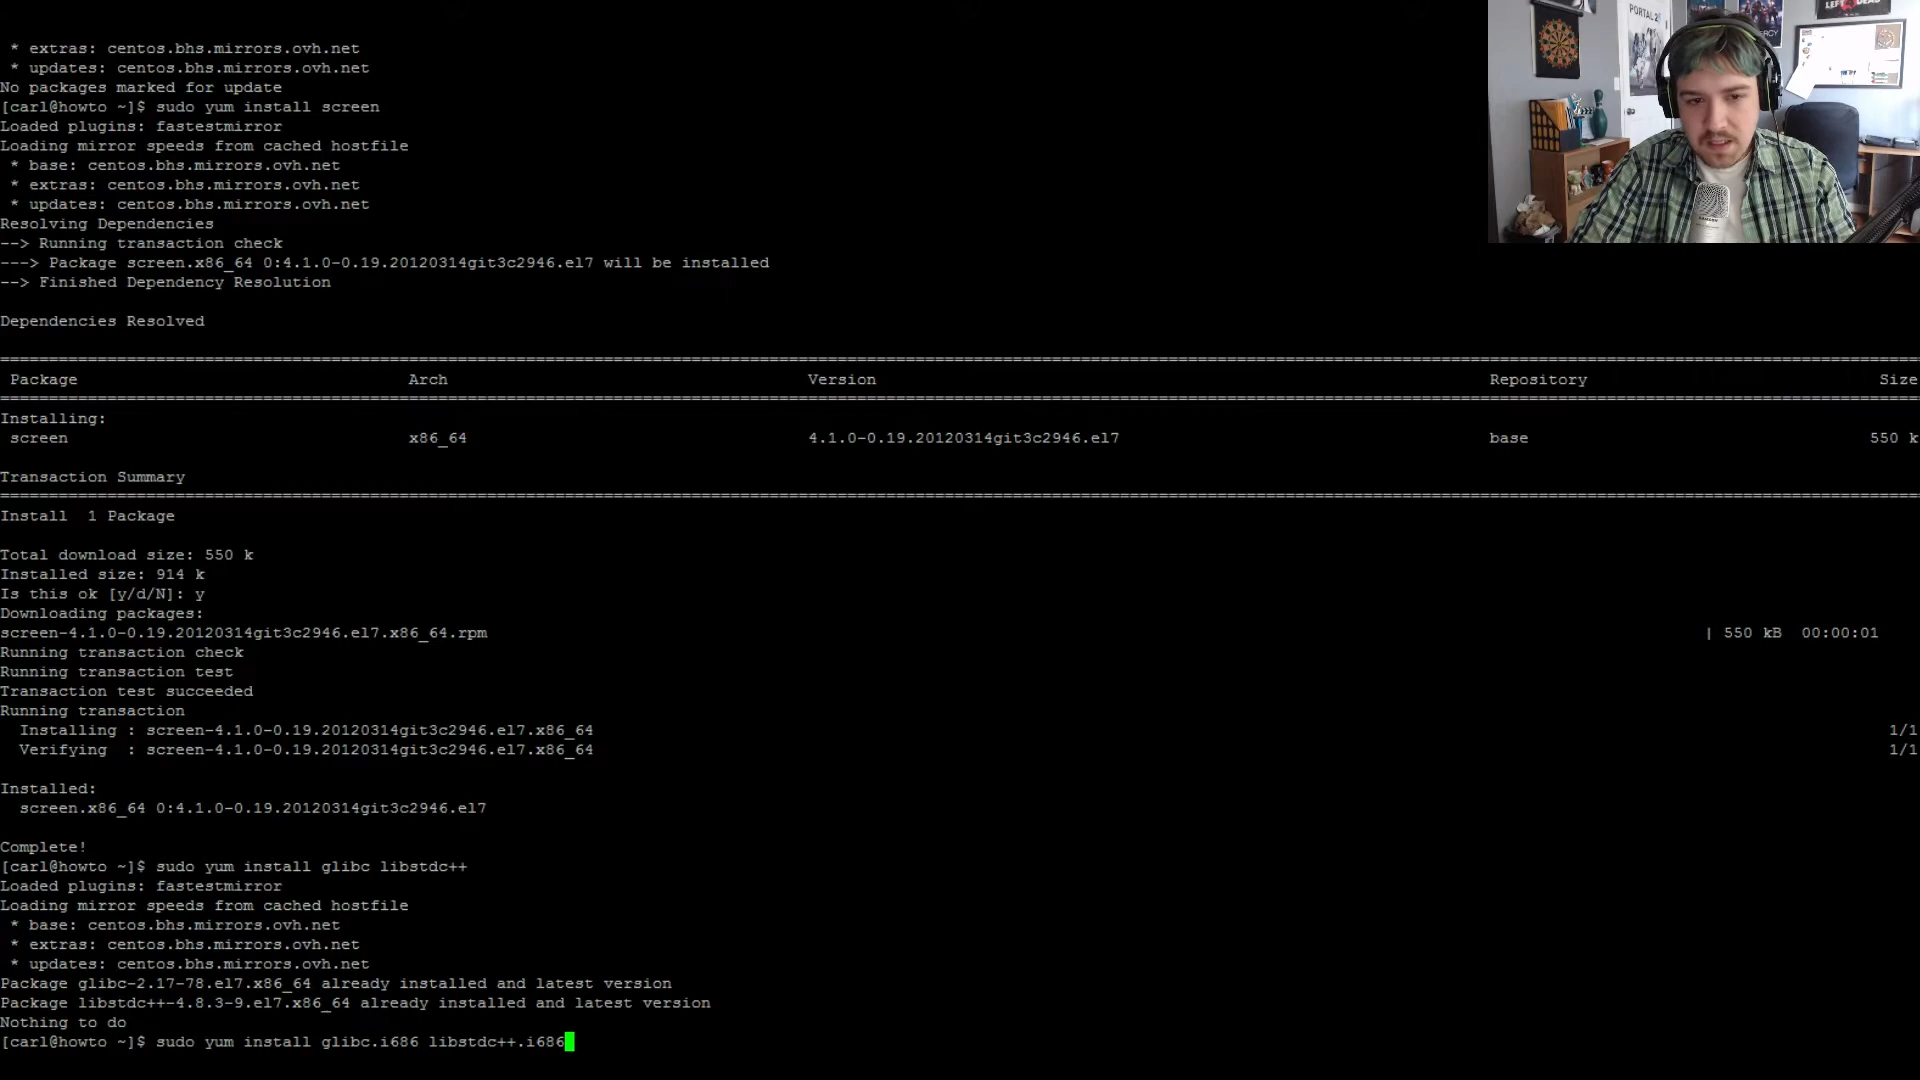 * extras: centos.bhs.mirrors.ovh.net
* updates: centos.bhs.mirrors.ovh.net
No packages marked for update
[carl@howto ~]$ sudo yum install screen
Loaded plugins: fastestmirror
Loading mirror speeds from cached hostfile
* base: centos.bhs.mirrors.ovh.net
* extras: centos.bhs.mirrors.ovh.net
* updates: centos.bhs.mirrors.ovh.net
Resolving Dependencies
--> Running transaction check
---> Package screen.x86_64 0:4.1.0-0.19.20120314git3c2946.el7 will be installed
--> Finished Dependency Resolution
Dependencies Resolved
Package Arch Version Repository Size
Installing:
screen x86_64 4.1.0-0.19.20120314git3c2946.el7 base 550 k
Transaction Summary
Install 1 Package
Total download size: 550 k
Installed size: 914 k
Is this ok [y/d/N]: y
Downloading packages:
screen-4.1.0-0.19.20120314git3c2946.el7.x86_64.rpm | 550 kB 00:00:01
Running transaction check
Running transaction test
Transaction test succeeded
Running transaction
Installing : screen-4.1.0-0.19.20120314git3c2946.el7.x86_64 1/1
Verifying : screen-4.1.0-0.19.20120314git3c2946.el7.x86_64 1/1
Installed:
screen.x86_64 0:4.1.0-0.19.20120314git3c2946.el7
Complete!
[carl@howto ~]$ sudo yum install glibc libstdc++
Loaded plugins: fastestmirror
Loading mirror speeds from cached hostfile
* base: centos.bhs.mirrors.ovh.net
* extras: centos.bhs.mirrors.ovh.net
* updates: centos.bhs.mirrors.ovh.net
Package glibc-2.17-78.el7.x86_64 already installed and latest version
Package libstdc++-4.8.3-9.el7.x86_64 already installed and latest version
Nothing to do
[carl@howto ~]$ sudo yum install glibc.i686 libstdc++.i686
PORTAL 2